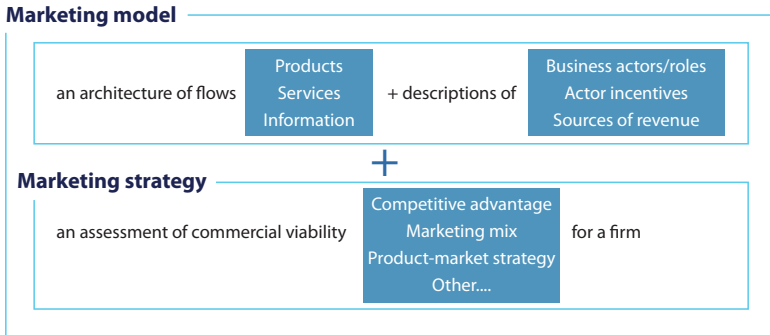 Marketing model
an architecture of flows
Products
Services
Information
+ descriptions of
Business actors/roles
Actor incentives
Sources of revenue
+
Marketing strategy
an assessment of commercial viability
Competitive advantage
Marketing mix
Product-market strategy
Other....
for a firm